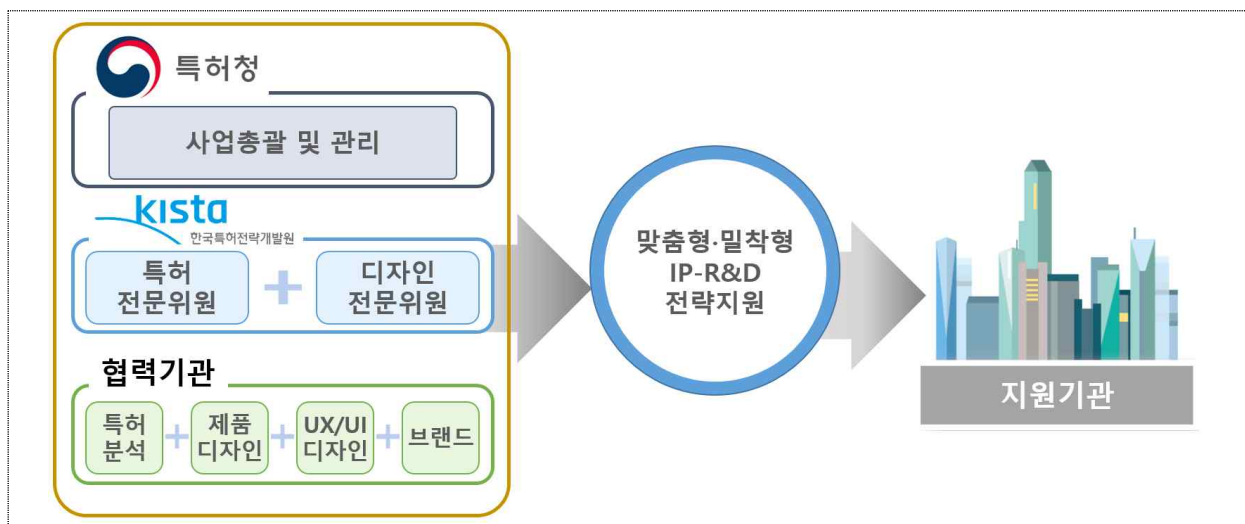 특허청
사업총괄 및 관리
kista
한국특허전략개발원
특허
전문위원
+
디자인
전문위원
협력기관
특허
분석
+
제품
디자인
+
UX/UI
디자인
+
브랜드
맞춤형·밀착형
IP-R&D
전략지원
지원기관